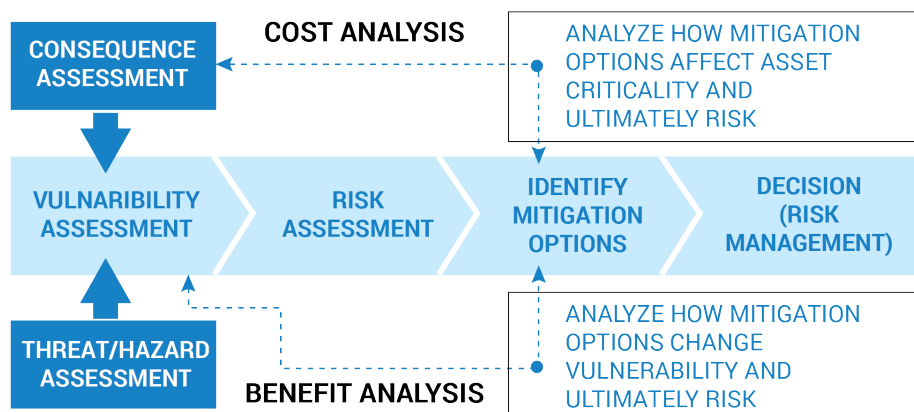 CONSEQUENCE
ASSESSMENT
COST ANALYSIS
ANALYZE HOW MITIGATION
OPTIONS AFFECT ASSET
CRITICALITY AND
ULTIMATELY RISK
VULNARIBILITY
ASSESSMENT
RISK
ASSESSMENT
IDENTIFY
MITIGATION
OPTIONS
DECISION
(RISK
MANAGEMENT)
THREAT/HAZARD
ASSESSMENT
BENEFIT ANALYSIS
ANALYZE HOW MITIGATION
OPTIONS CHANGE
VULNERABILITY AND
ULTIMATELY RISK